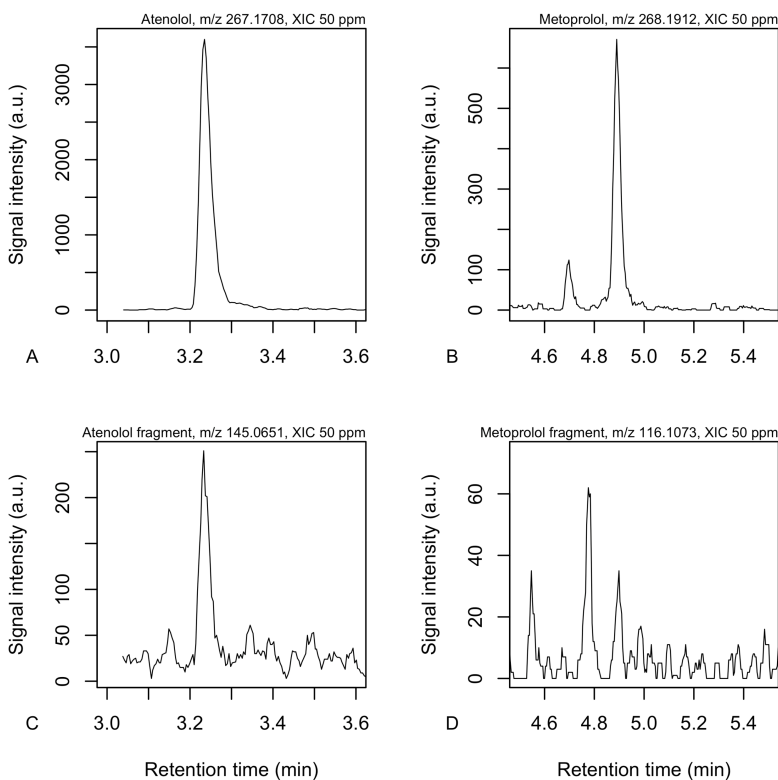 Atenolol, m/z 267.1708, XIC 50 ppm
Signal intensity (a.u.)
3000
2000
1000
0
3.0 3.2 3.4 3.6
A
Metoprolol, m/z 268.1912, XIC 50 ppm
Signal intensity (a.u.)
500
300
100
0
4.6 4.8 5.0 5.2 5.4
B
Atenolol fragment, m/z 145.0651, XIC 50 ppm
Signal intensity (a.u.)
200
100
50
0
3.0 3.2 3.4 3.6
C
Retention time (min)
Metoprolol fragment, m/z 116.1073, XIC 50 ppm
Signal intensity (a.u.)
60
40
20
0
4.6 4.8 5.0 5.2 5.4
D
Retention time (min)